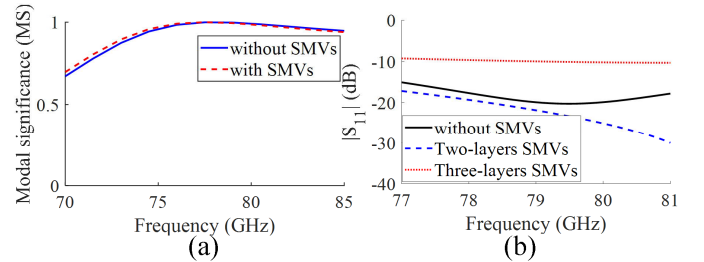 Modal significance (MS)
1
0.5
0
without SMVs
with SMVs
70
75
80
85
Frequency (GHz)
(a)
|S11| (dB)
0
-10
-20
-30
-40
without SMVs
Two-layers SMVs
Three-layers SMVs
77
78
79
80
81
Frequency (GHz)
(b)